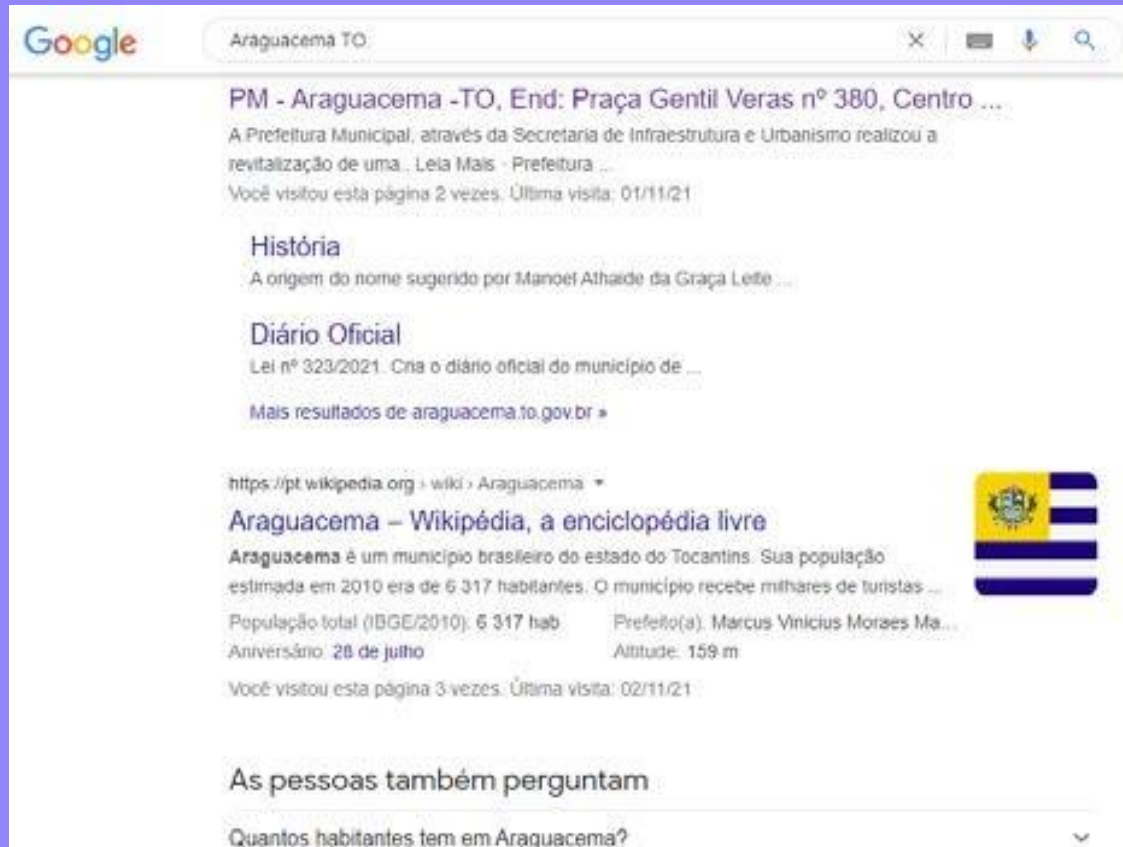 Google
Araguacema TO
PM - Araguacema -TO, End: Praça Gentil Veras nº 380, Centro ...
A Prefeitura Municipal, através da Secretaria de Infraestrutura e Urbanismo realizou a
revitalização de uma.. Leia Mais · Prefeitura ...
Você visitou esta página 2 vezes. Última visita: 01/11/21
História
A origem do nome sugerido por Manoel Athaide da Graça Leite ...
Diário Oficial
Lei nº 323/2021. Cria o diário oficial do município de ...
Mais resultados de araguacema.to.gov.br »
https://pt.wikipedia.org › wiki › Araguacema
Araguacema – Wikipédia, a enciclopédia livre
Araguacema é um município brasileiro do estado do Tocantins. Sua população
estimada em 2010 era de 6 317 habitantes. O município recebe milhares de turistas ...
População total (IBGE/2010): 6 317 hab Prefeito(a): Marcus Vinicius Moraes Ma...
Aniversário: 28 de julho Altitude: 159 m
Você visitou esta página 3 vezes. Última visita: 02/11/21
As pessoas também perguntam
Quantos habitantes tem em Araguacema?